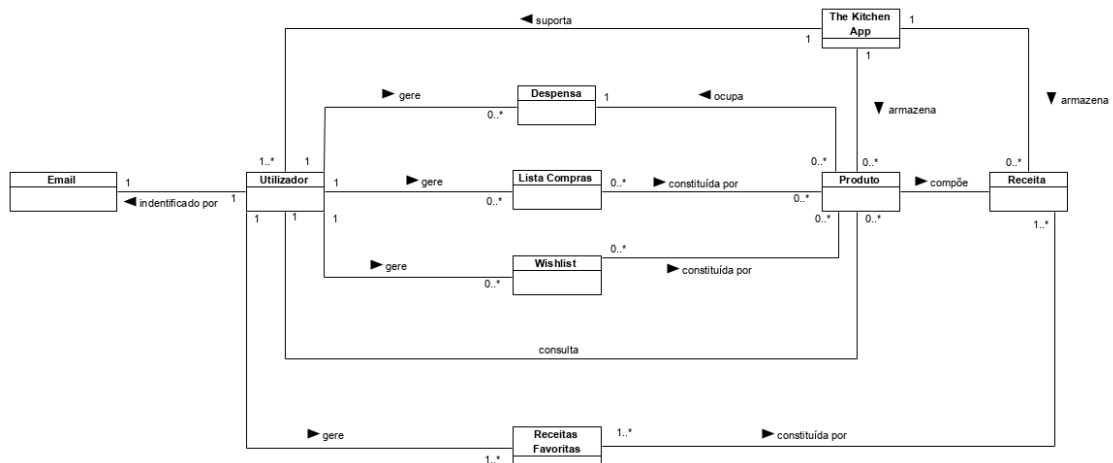 The Kitchen
App
suporta
1
1
1
Despensa
gere
0..*
1
ocupa
armazena
armazena
1..*
1
0..*
0..*
0..*
Email
1
indentificado por
1
Utilizador
1
gere
0..*
Lista Compras
0..*
constituída por
0..*
Produto
compõe
Receita
1
1
1
0..*
0..*
1..*
gere
0..*
Wishlist
0..*
constituída por
consulta
gere
1..*
Receitas
Favoritas
1..*
constituída por